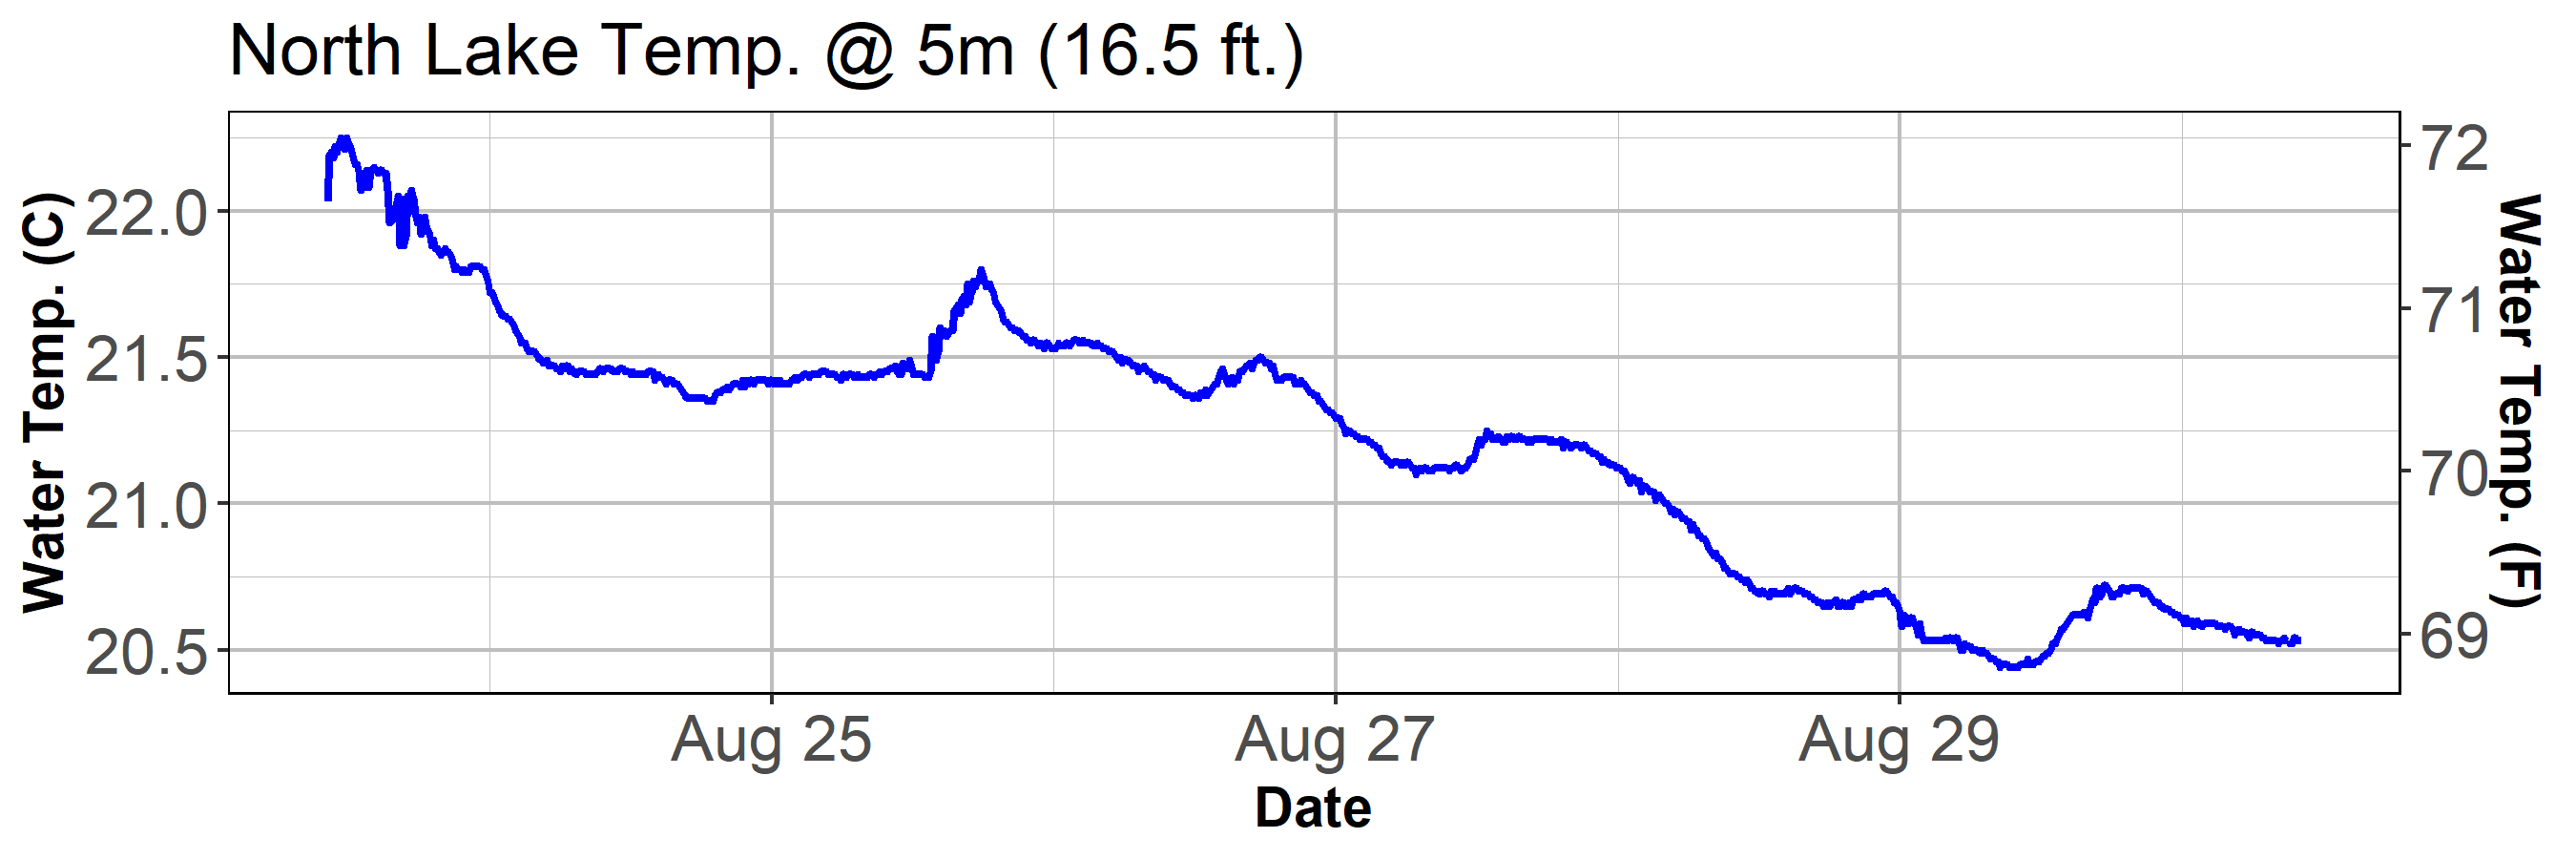 North Lake Temp. @ 5m (16.5 ft.)
Water Temp. (C)
22.0
21.5
21.0
20.5
72
71
70
69
Water Temp. (F)
Aug 25
Aug 27
Aug 29
Date